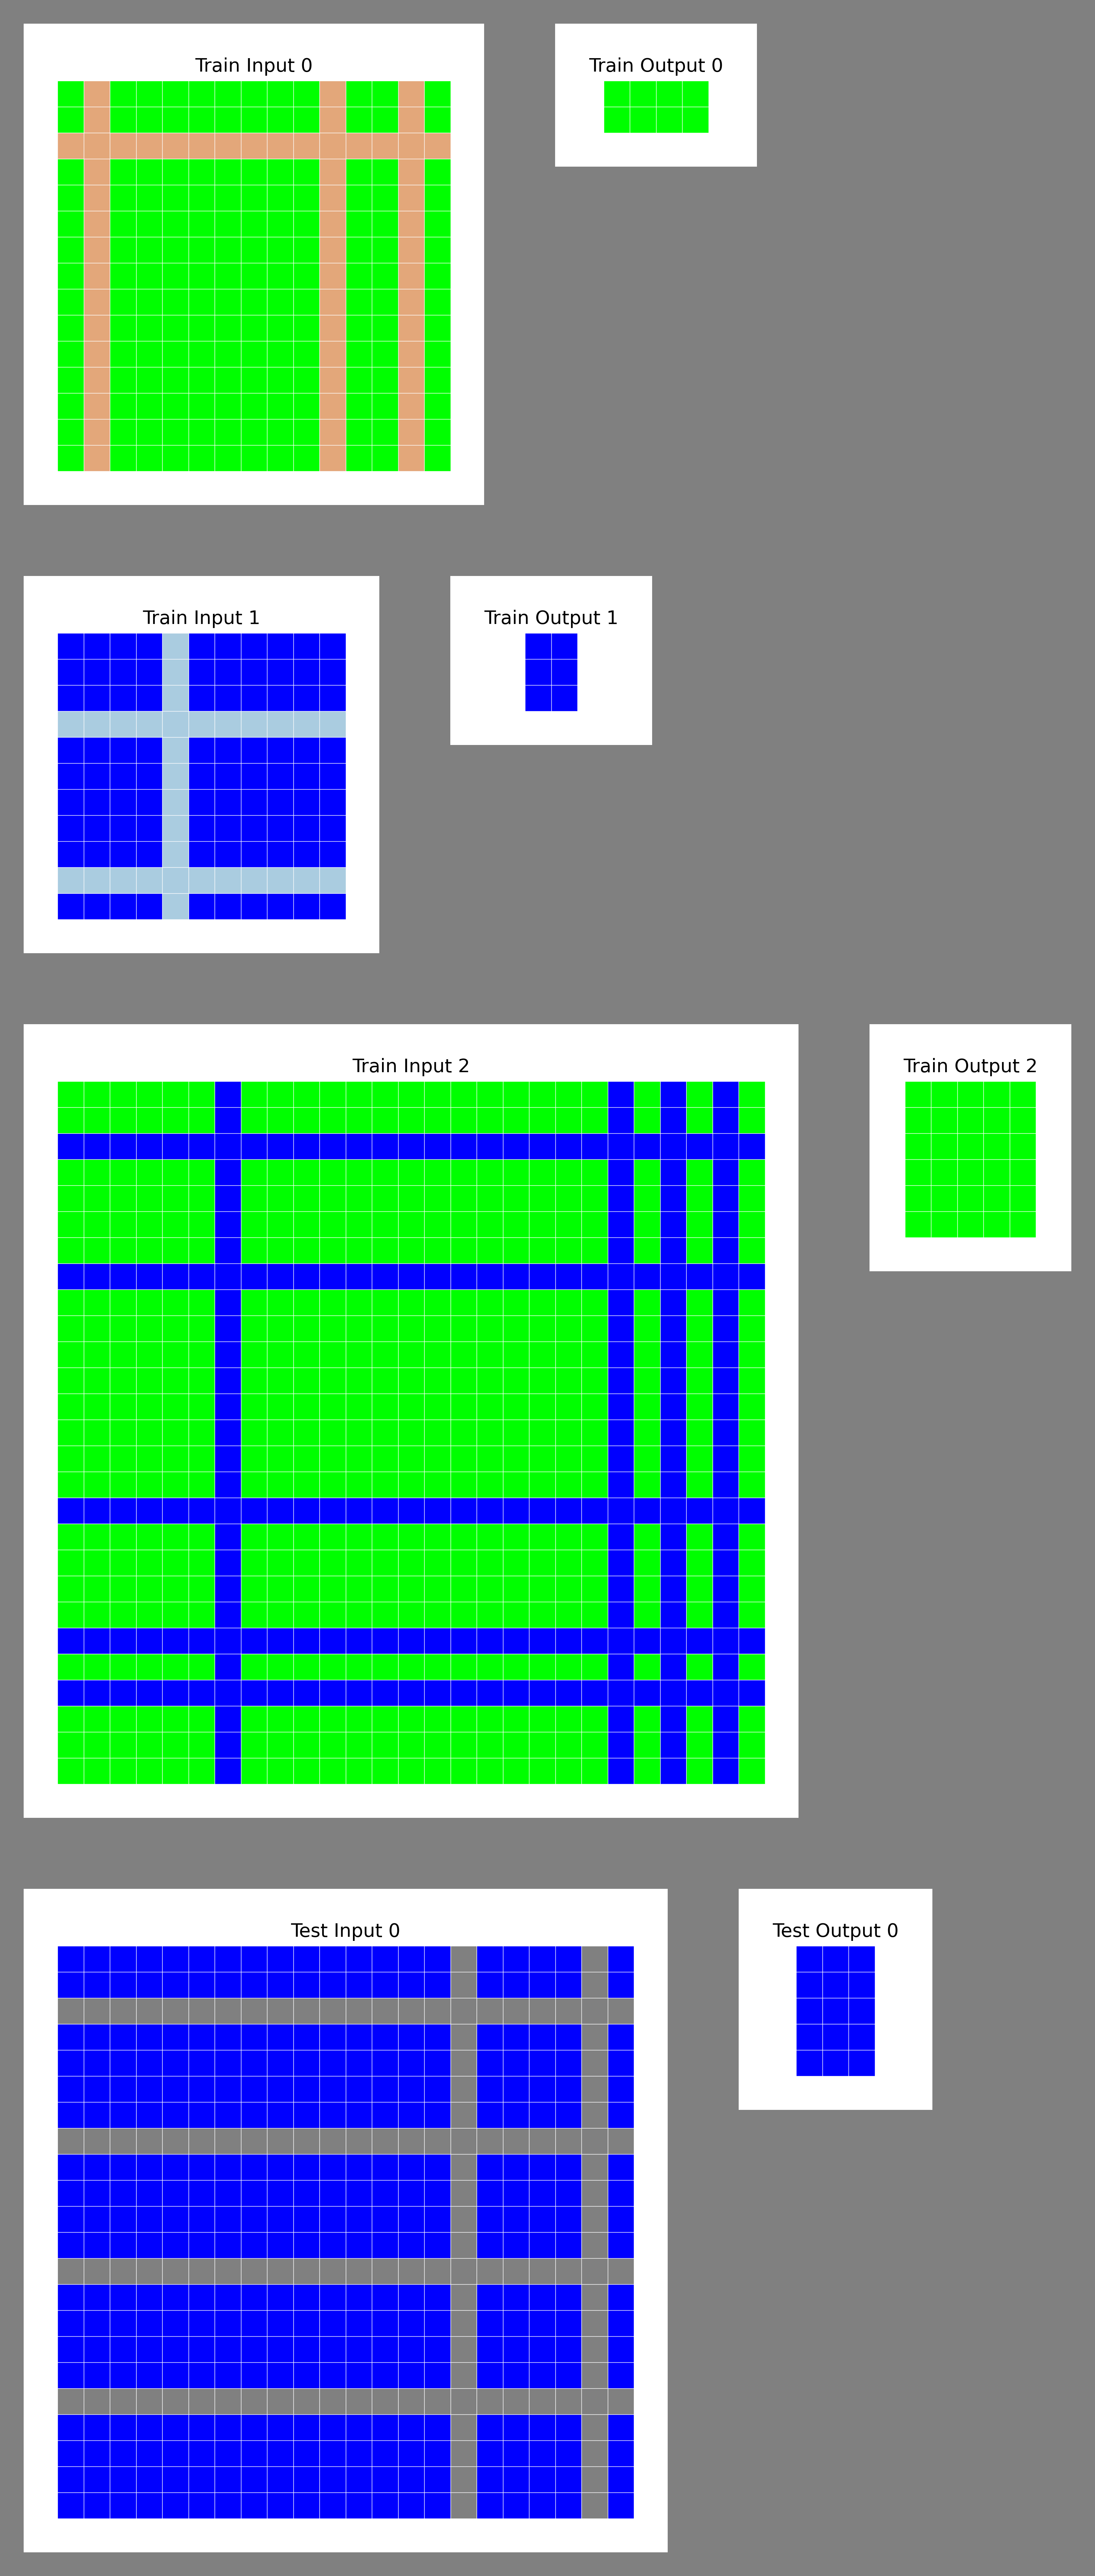 Train Input 0
Train Output 0
Train Input 1
Train Output 1
Train Input 2
Train Output 2
Test Input 0
Test Output 0